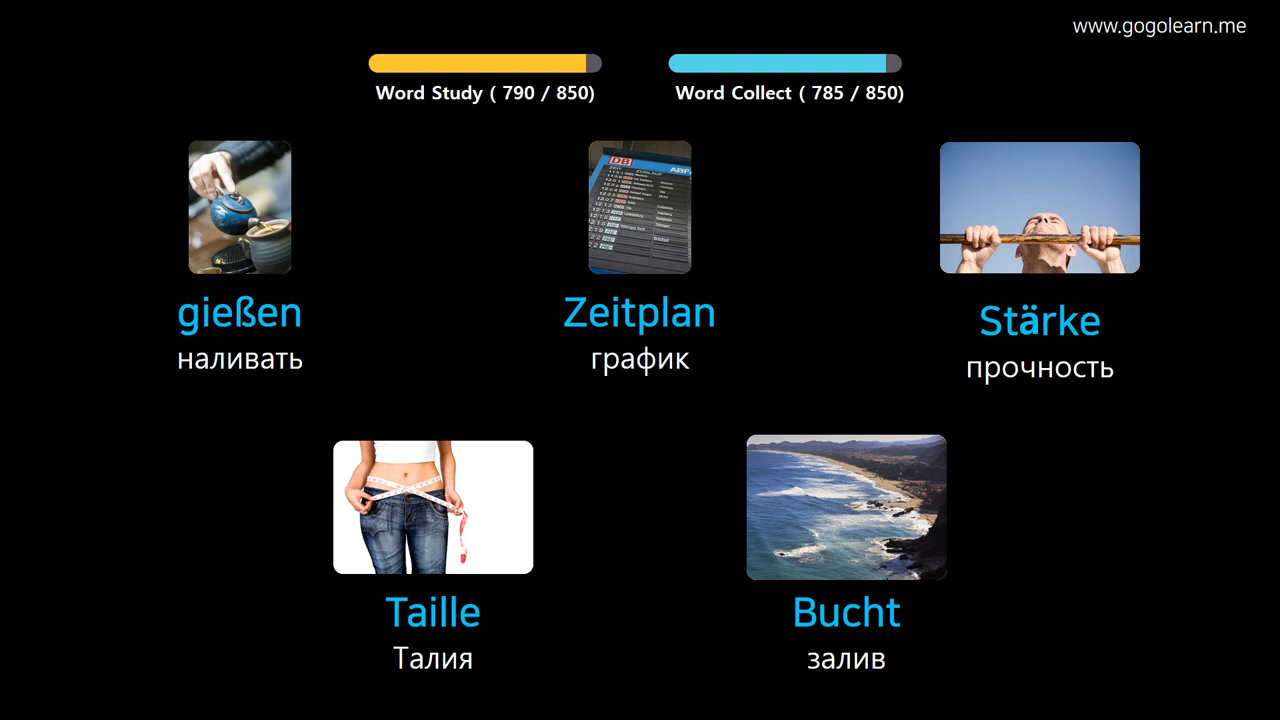 www.gogolearn.me
Word Study ( 790 / 850)
Word Collect ( 785 / 850)
DB
gießen
наливать
Zeitplan
график
Stärke
прочность
Taille
Талия
Bucht
залив